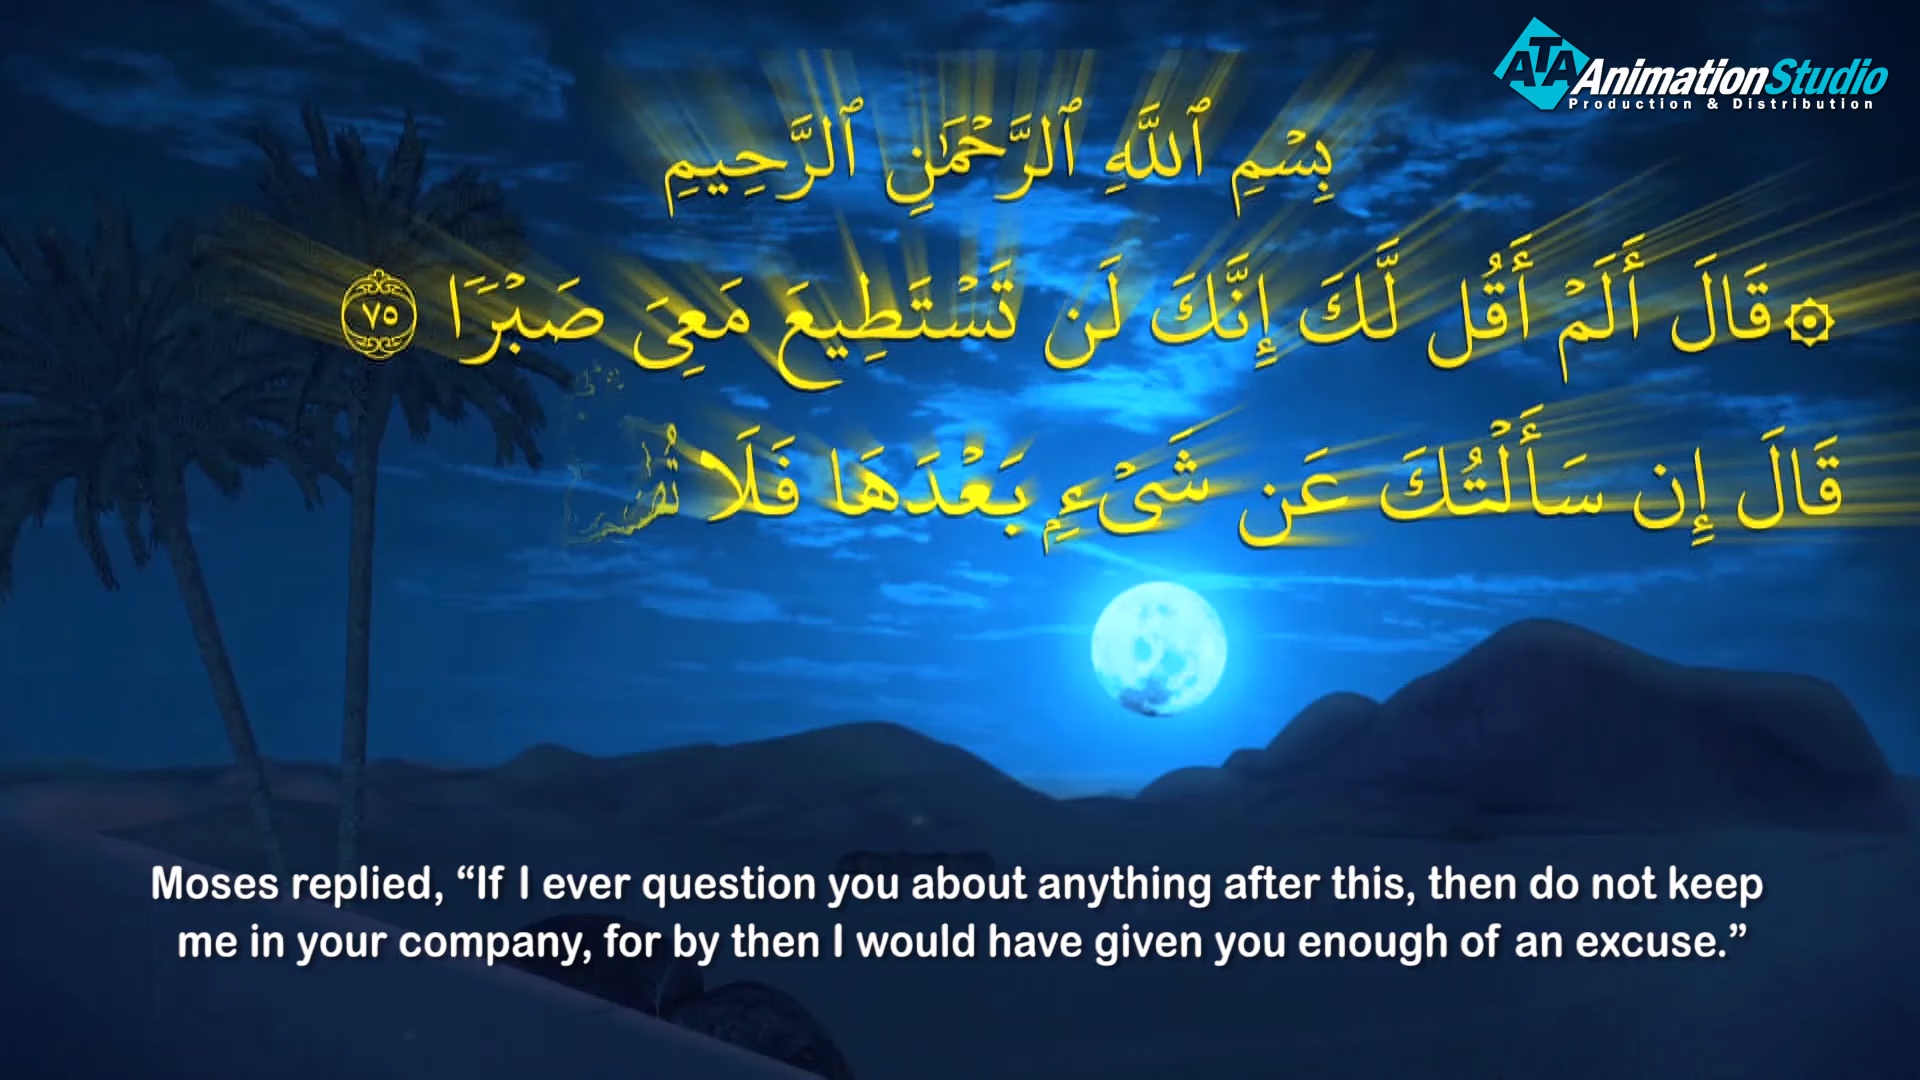 ATA AnimationStudio
Production & Distribution
بِسْمِ ٱللَّهِ ٱلرَّحْمَٰنِ ٱلرَّحِيمِ
۞ قَالَ أَلَمْ أَقُل لَّكَ إِنَّكَ لَن تَسْتَطِيعَ مَعِىَ صَبْرًا ٧٥
قَالَ إِن سَأَلْتُكَ عَن شَىْءٍۭ بَعْدَهَا فَلَا
Moses replied, “If I ever question you about anything after this, then do not keep
me in your company, for by then I would have given you enough of an excuse.”